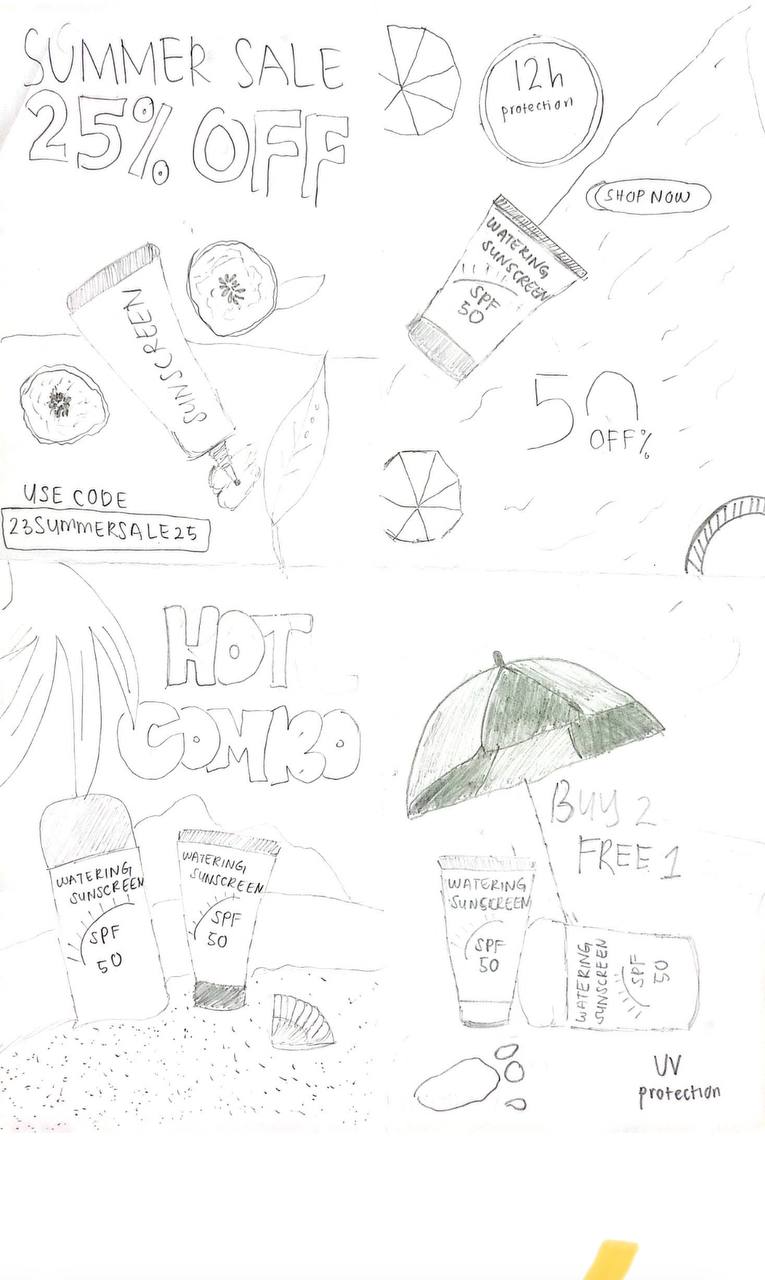 SUMMER SALE
25% OFF
SUNSCREEN
USE CODE
23SUMMERSALE25
12h
protection
SHOP NOW
WATERING
SUNSCREEN
SPF
50
50
OFF%
HOT
COMBO
WATERING
SUNSCREEN
SPF
50
WATERING
SUNSCREEN
SPF
50
BUY 2
FREE 1
WATERING
SUNSCREEN
SPF
50
WATERING
SUNSCREEN
SPF
50
UV
protection